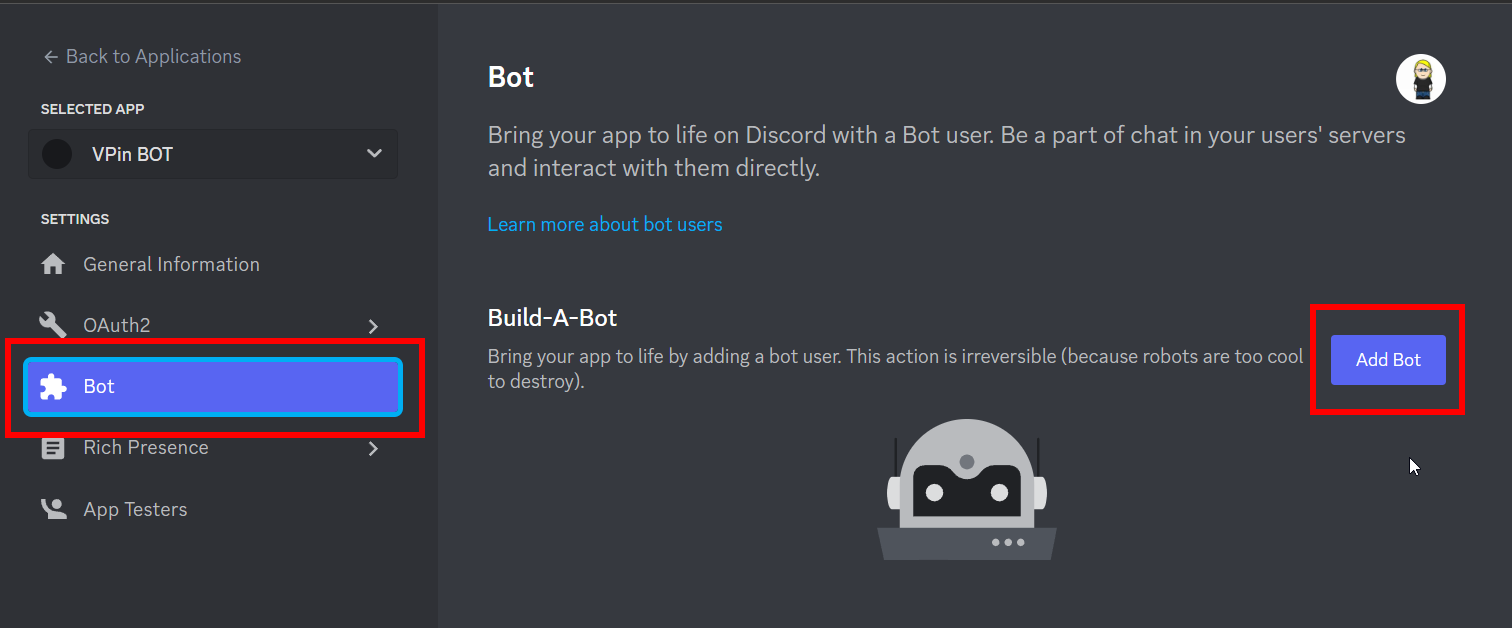 ← Back to Applications
SELECTED APP
VPin BOT
SETTINGS
General Information
OAuth2
Bot
Rich Presence
App Testers
Bot
Bring your app to life on Discord with a Bot user. Be a part of chat in your users' servers
and interact with them directly.
Learn more about bot users
Build-A-Bot
Bring your app to life by adding a bot user. This action is irreversible (because robots are too cool
to destroy).
Add Bot